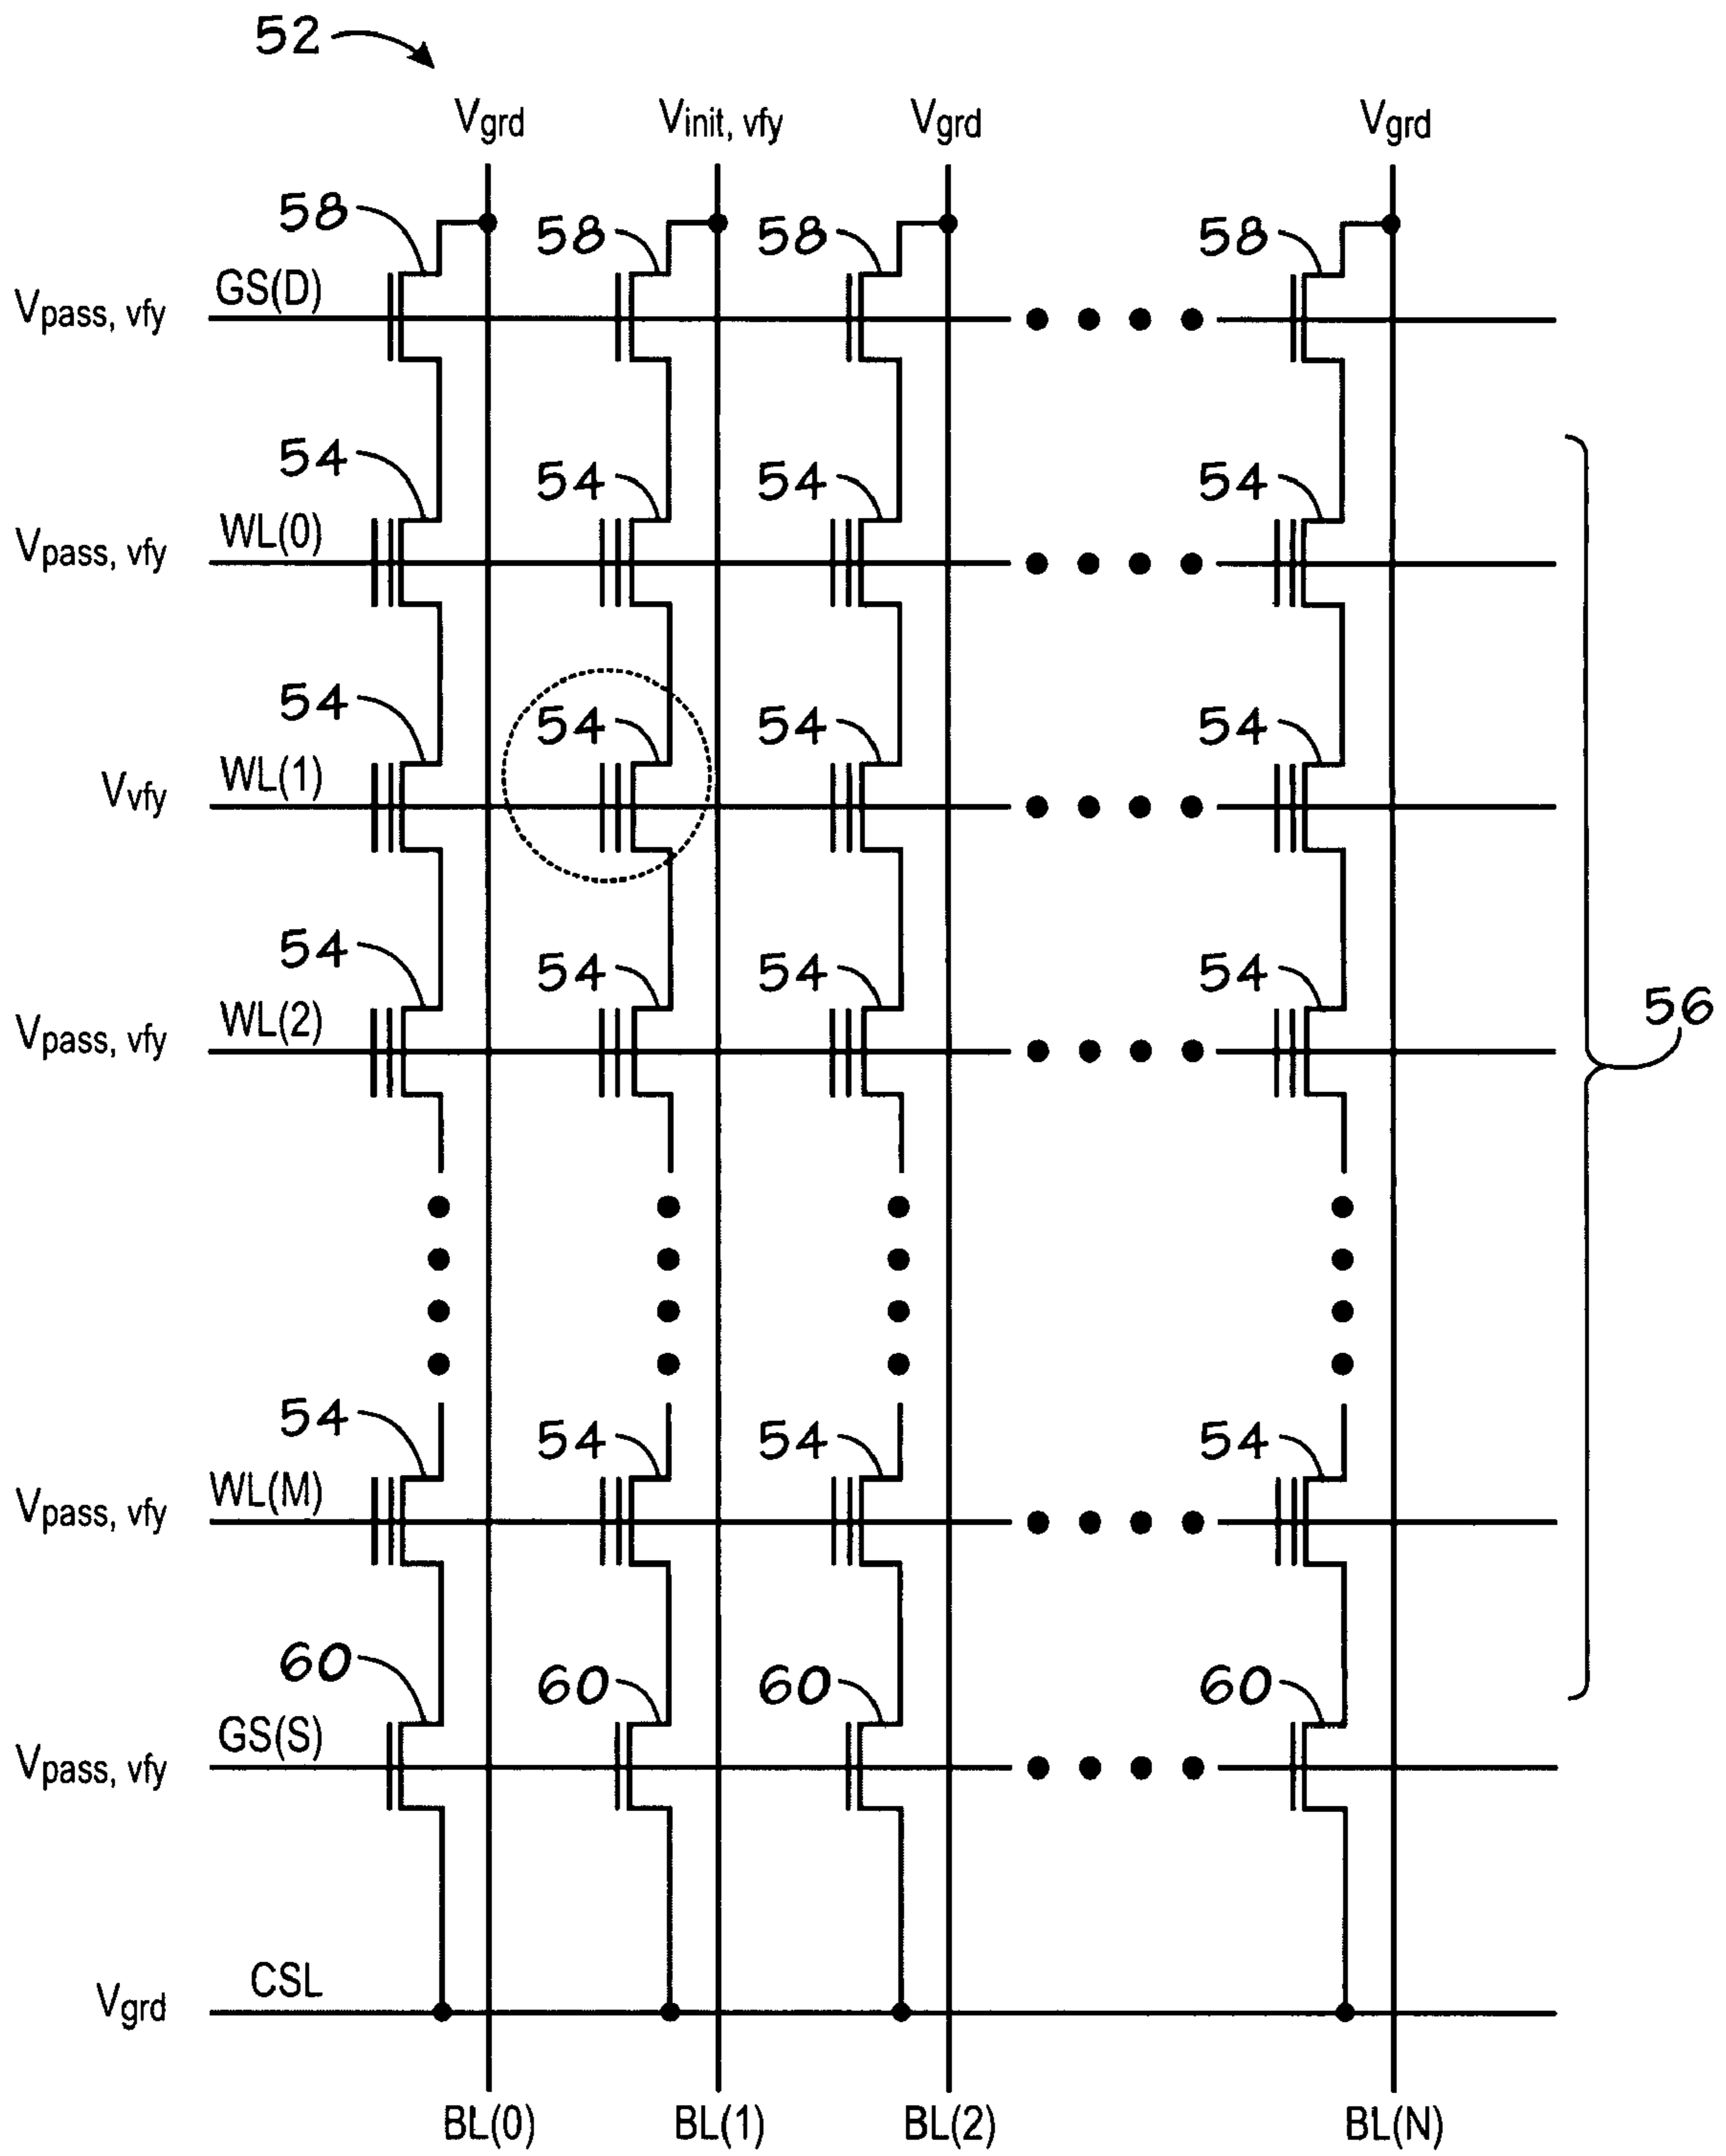 52
Vgrd Vinit, vfy Vgrd Vgrd
58 58 58 58
Vpass, vfy GS(D)
54 54 54 54
Vpass, vfy WL(0)
54 54 54 54
Vvfy WL(1)
54 54 54 54
Vpass, vfy WL(2)
56
54 54 54 54
Vpass, vfy WL(M)
60 60 60 60
Vpass, vfy GS(S)
Vgrd CSL
BL(0) BL(1) BL(2) BL(N)